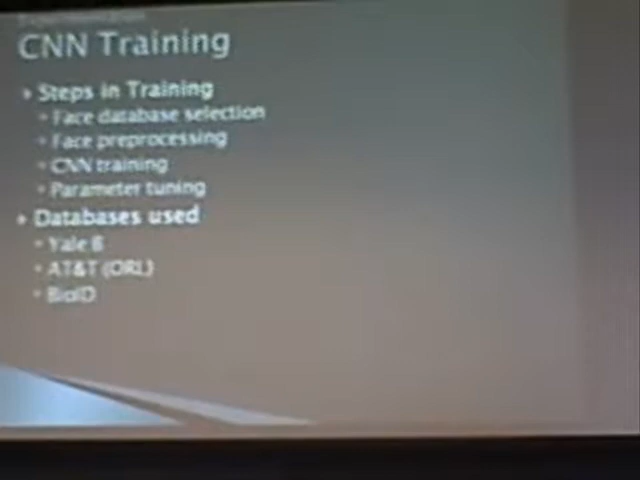 CNN Training
Steps in Training
Face database selection
Face preprocessing
CNN training
Parameter tuning
Databases used
Yale B
AT&T (ORL)
BioID